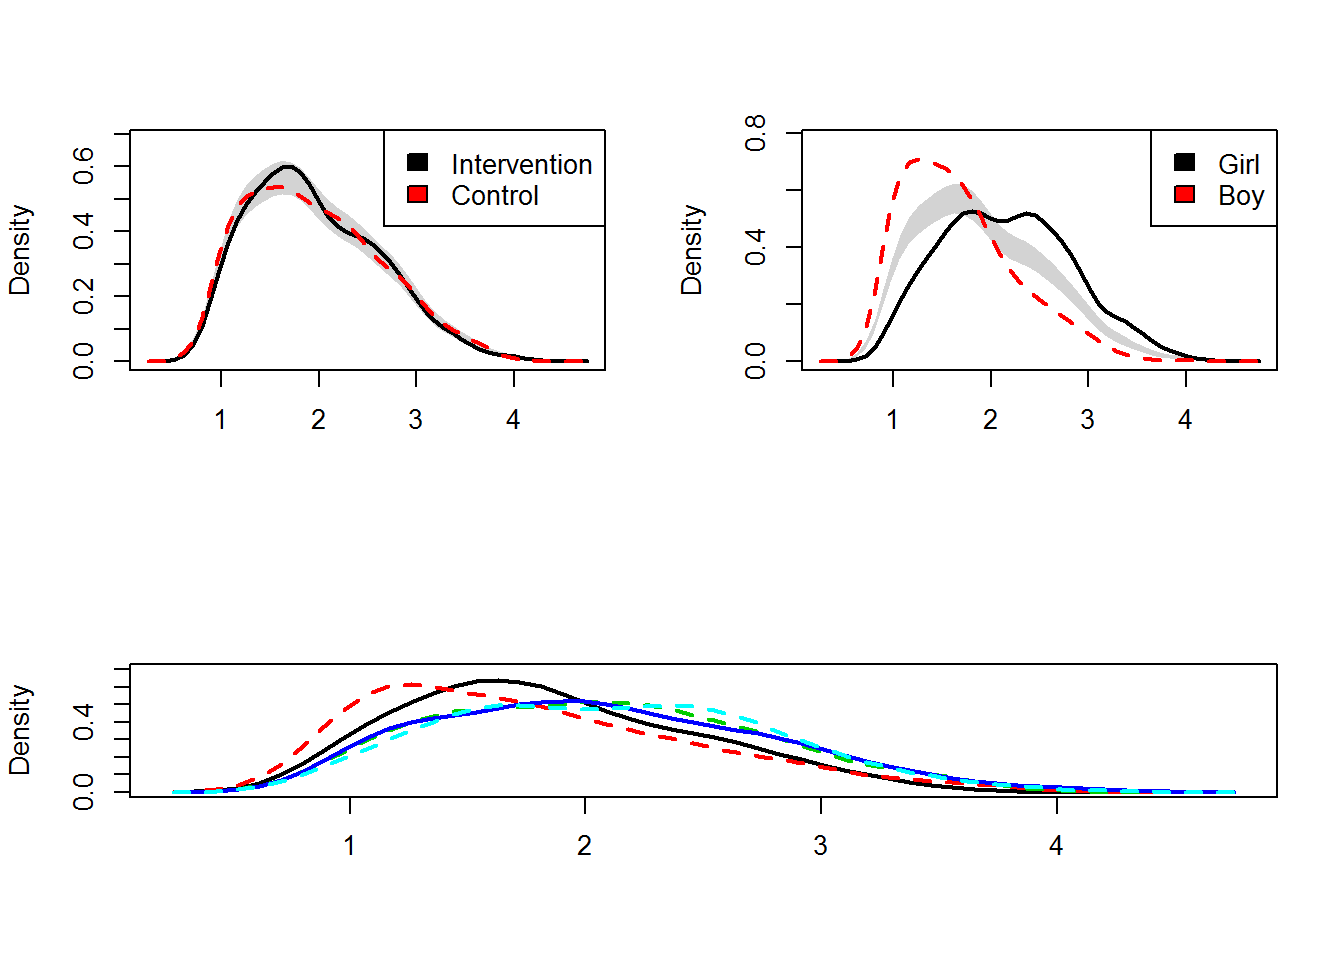 Density
0.0 0.2 0.4 0.6
1 2 3 4
Intervention
Control
Density
0.0 0.4 0.8
1 2 3 4
Girl
Boy
Density
0.0 0.4
1 2 3 4